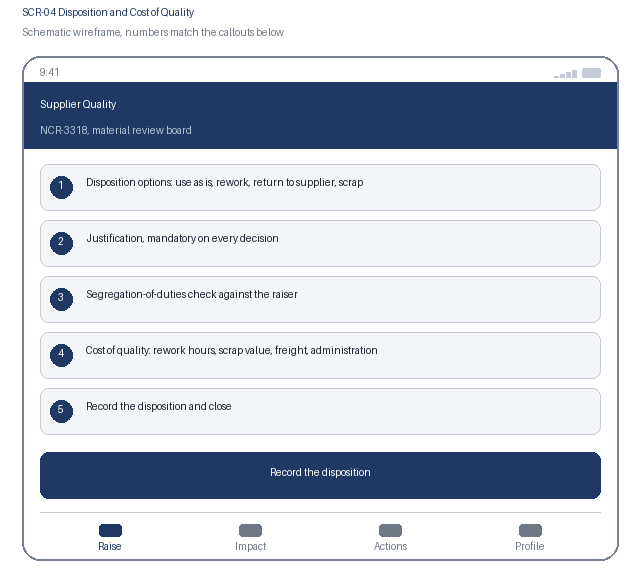 SCR-04 Disposition and Cost of Quality
Schematic wireframe, numbers match the callouts below
9:41
Supplier Quality
NCR-3318, material review board
1 Disposition options: use as is, rework, return to supplier, scrap
2 Justification, mandatory on every decision
3 Segregation-of-duties check against the raiser
4 Cost of quality: rework hours, scrap value, freight, administration
5 Record the disposition and close
Record the disposition
Raise Impact Actions Profile